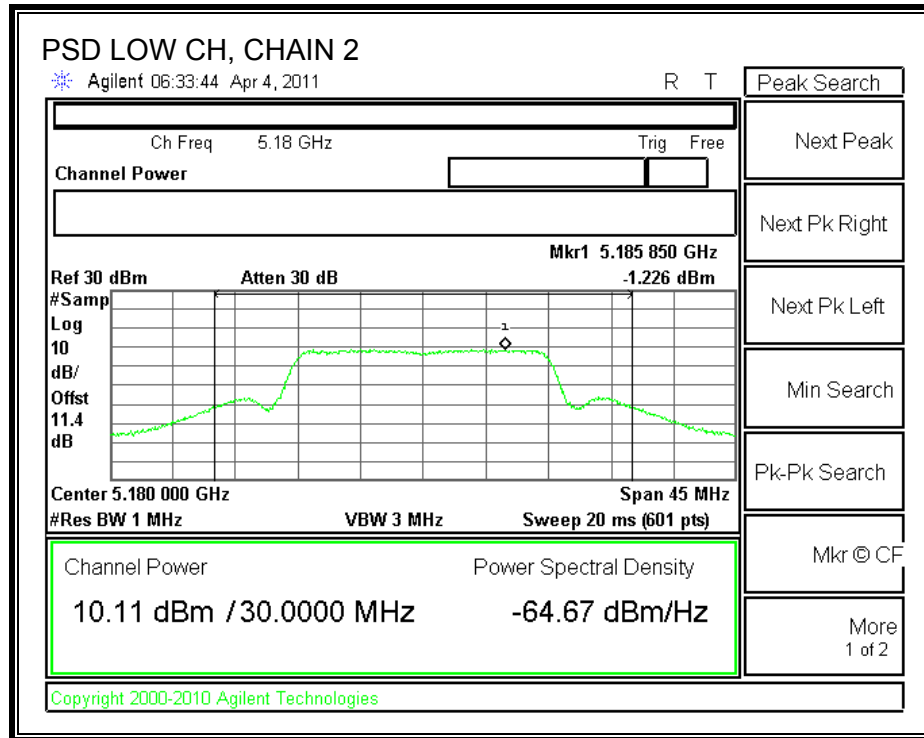 PSD LOW CH, CHAIN 2
Agilent 06:33:44 Apr 4, 2011 R T
Peak Search
Ch Freq 5.18 GHz Trig Free
Channel Power
Mkr1 5.185 850 GHz
Ref 30 dBm Atten 30 dB -1.226 dBm
#Samp
Log
10
dB/
Offst
11.4
dB
1
Center 5.180 000 GHz Span 45 MHz
#Res BW 1 MHz VBW 3 MHz Sweep 20 ms (601 pts)
Channel Power Power Spectral Density
10.11 dBm / 30.0000 MHz -64.67 dBm/Hz
Copyright 2000-2010 Agilent Technologies
Next Peak
Next Pk Right
Next Pk Left
Min Search
Pk-Pk Search
Mkr © CF
More
1 of 2